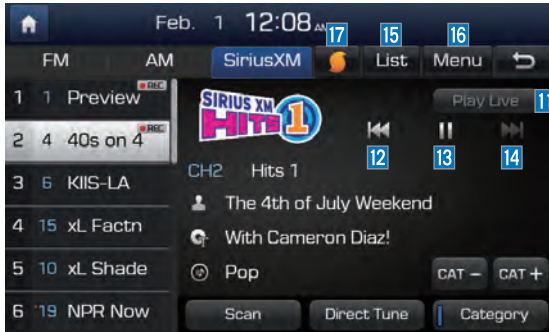 Feb. 1 12:08 AM
17 15 16
FM AM SiriusXM List Menu
1 1 Preview REC
2 4 40s on 4 REC
3 6 KIIS-LA
4 15 xL Factn
5 10 xL Shade
6 19 NPR Now
SIRIUS XM
HITS 1
Play Live 11
12 13 14
CH2 Hits 1
The 4th of July Weekend
With Cameron Diaz!
Pop
CAT - CAT +
Scan Direct Tune Category